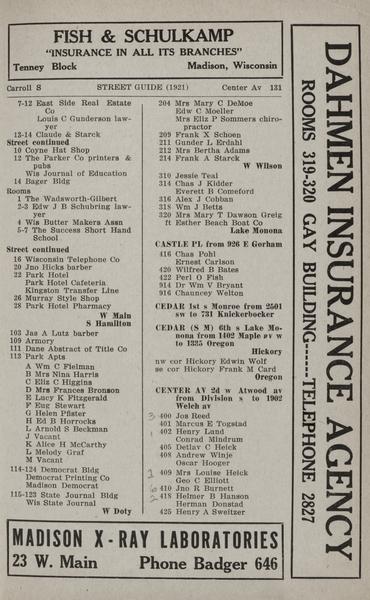 FISH & SCHULKAMP
"INSURANCE IN ALL ITS BRANCHES"
Tenney Block Madison, Wisconsin
Carroll S STREET GUIDE (1921) Center Av 131
7-12 East Side Real Estate
Co
Louis C Gunderson law-
yer
13-14 Claude & Starck
Street continued
10 Coyne Hat Shop
12 The Parker Co printers &
pubs
Wis Journal of Education
14 Bager Bldg
Rooms
1 The Wadsworth-Gilbert
2-3 Edw J B Schubring law-
yer
4 Wis Butter Makers Assn
5-7 The Success Short Hand
School
Street continued
16 Wisconsin Telephone Co
20 Jno Hicks barber
22 Park Hotel
Park Hotel Cafeteria
Kingston Transfer Line
26 Murray Style Shop
28 Park Hotel Pharmacy
W Main
S Hamilton
103 Jas A Lutz barber
109 Armory
111 Dane Abstract of Title Co
113 Park Apts
A Wm C Fielman
B Mrs Nina Harris
C Eliz C Higgins
D Mrs Frances Bronson
E Lucy K Fitzgerald
F Eug Stewart
G Helen Pfister
H Ed B Horrocks
L Arnold S Beckman
J Vacant
K Alice H McCarthy
L Melody Graf
M Vacant
114-124 Democrat Bldg
Democrat Printing Co
Madison Democrat
115-123 State Journal Bldg
Wis State Journal
W Doty
204 Mrs Mary C DeMoe
Edw C Moeller
Mrs Eliz P Sommers chiro-
practor
209 Frank X Schoen
211 Gunder L Erdahl
212 Mrs Bertha Adams
214 Frank A Starck
W Wilson
310 Jessie Teal
314 Chas J Kidder
Everett B Comeford
316 Alex J Cobban
318 Wm J Betts
320 Mrs Mary T Dawson Greig
ft Esther Beach Boat Co
Lake Monona
CASTLE PL from 926 E Gorham
416 Chas Pohl
Ernest Carlson
420 Wilfred B Bates
422 Perl O Fish
914 Dr Wm V Bryant
916 Chauncey Welton
CEDAR 1st s Monroe from 2501
sw to 731 Knickerbocker
CEDAR (S M) 6th s Lake Mo-
nona from 1402 Maple av w
to 1335 Oregon
Hickory
nw cor Hickory Edwin Wolf
se cor Hickory Frank M Card
Oregon
CENTER AV 2d w Atwood av
from Division s to 1902
Welch av
3 400 Jos Reed
401 Marcus E Togstad
402 Henry Lund
Conrad Mindrum
405 Detlav C Heick
408 Andrew Winje
Oscar Hooger
409 Mrs Louise Heick
Geo C Elliott
410 Jno R Burnett
418 Helmer B Hanson
Herman Donstad
425 Henry A Sweitzer
DAHMEN INSURANCE AGENCY
ROOMS 319-320 GAY BUILDING------TELEPHONE 2827
MADISON X-RAY LABORATORIES
23 W. Main Phone Badger 646